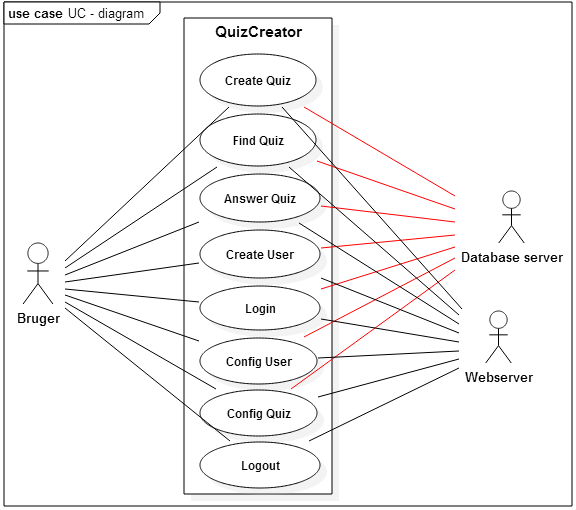 use case UC - diagram
QuizCreator
Create Quiz
Find Quiz
Answer Quiz
Create User
Login
Config User
Config Quiz
Logout
Bruger
Database server
Webserver